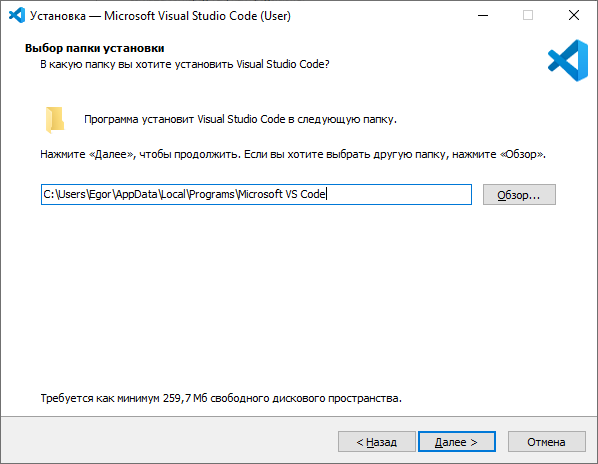 Установка — Microsoft Visual Studio Code (User)
Выбор папки установки
В какую папку вы хотите установить Visual Studio Code?
Программа установит Visual Studio Code в следующую папку.
Нажмите «Далее», чтобы продолжить. Если вы хотите выбрать другую папку, нажмите «Обзор».
C:\Users\Egor\AppData\Local\Programs\Microsoft VS Code
Обзор...
Требуется как минимум 259,7 Мб свободного дискового пространства.
< Назад
Далее >
Отмена